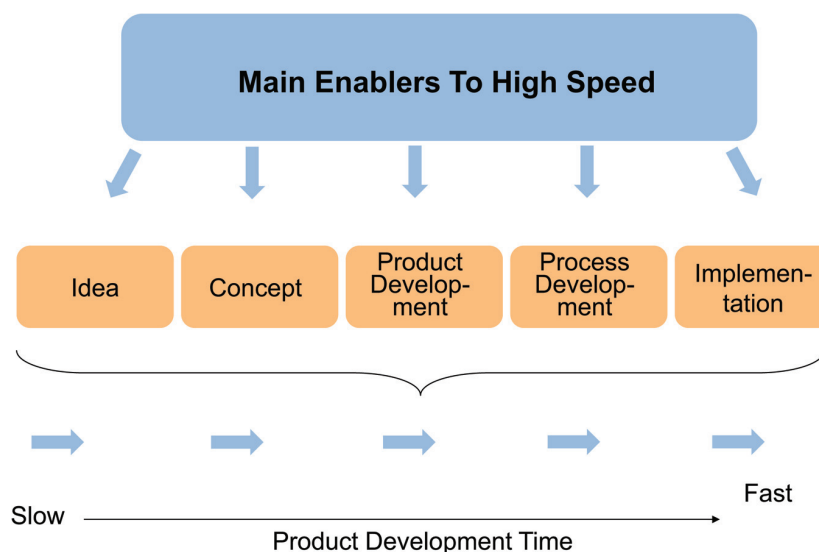 Main Enablers To High Speed
Idea
Concept
Product
Develop-
ment
Process
Develop-
ment
Implemen-
tation
Fast
Slow
Product Development Time